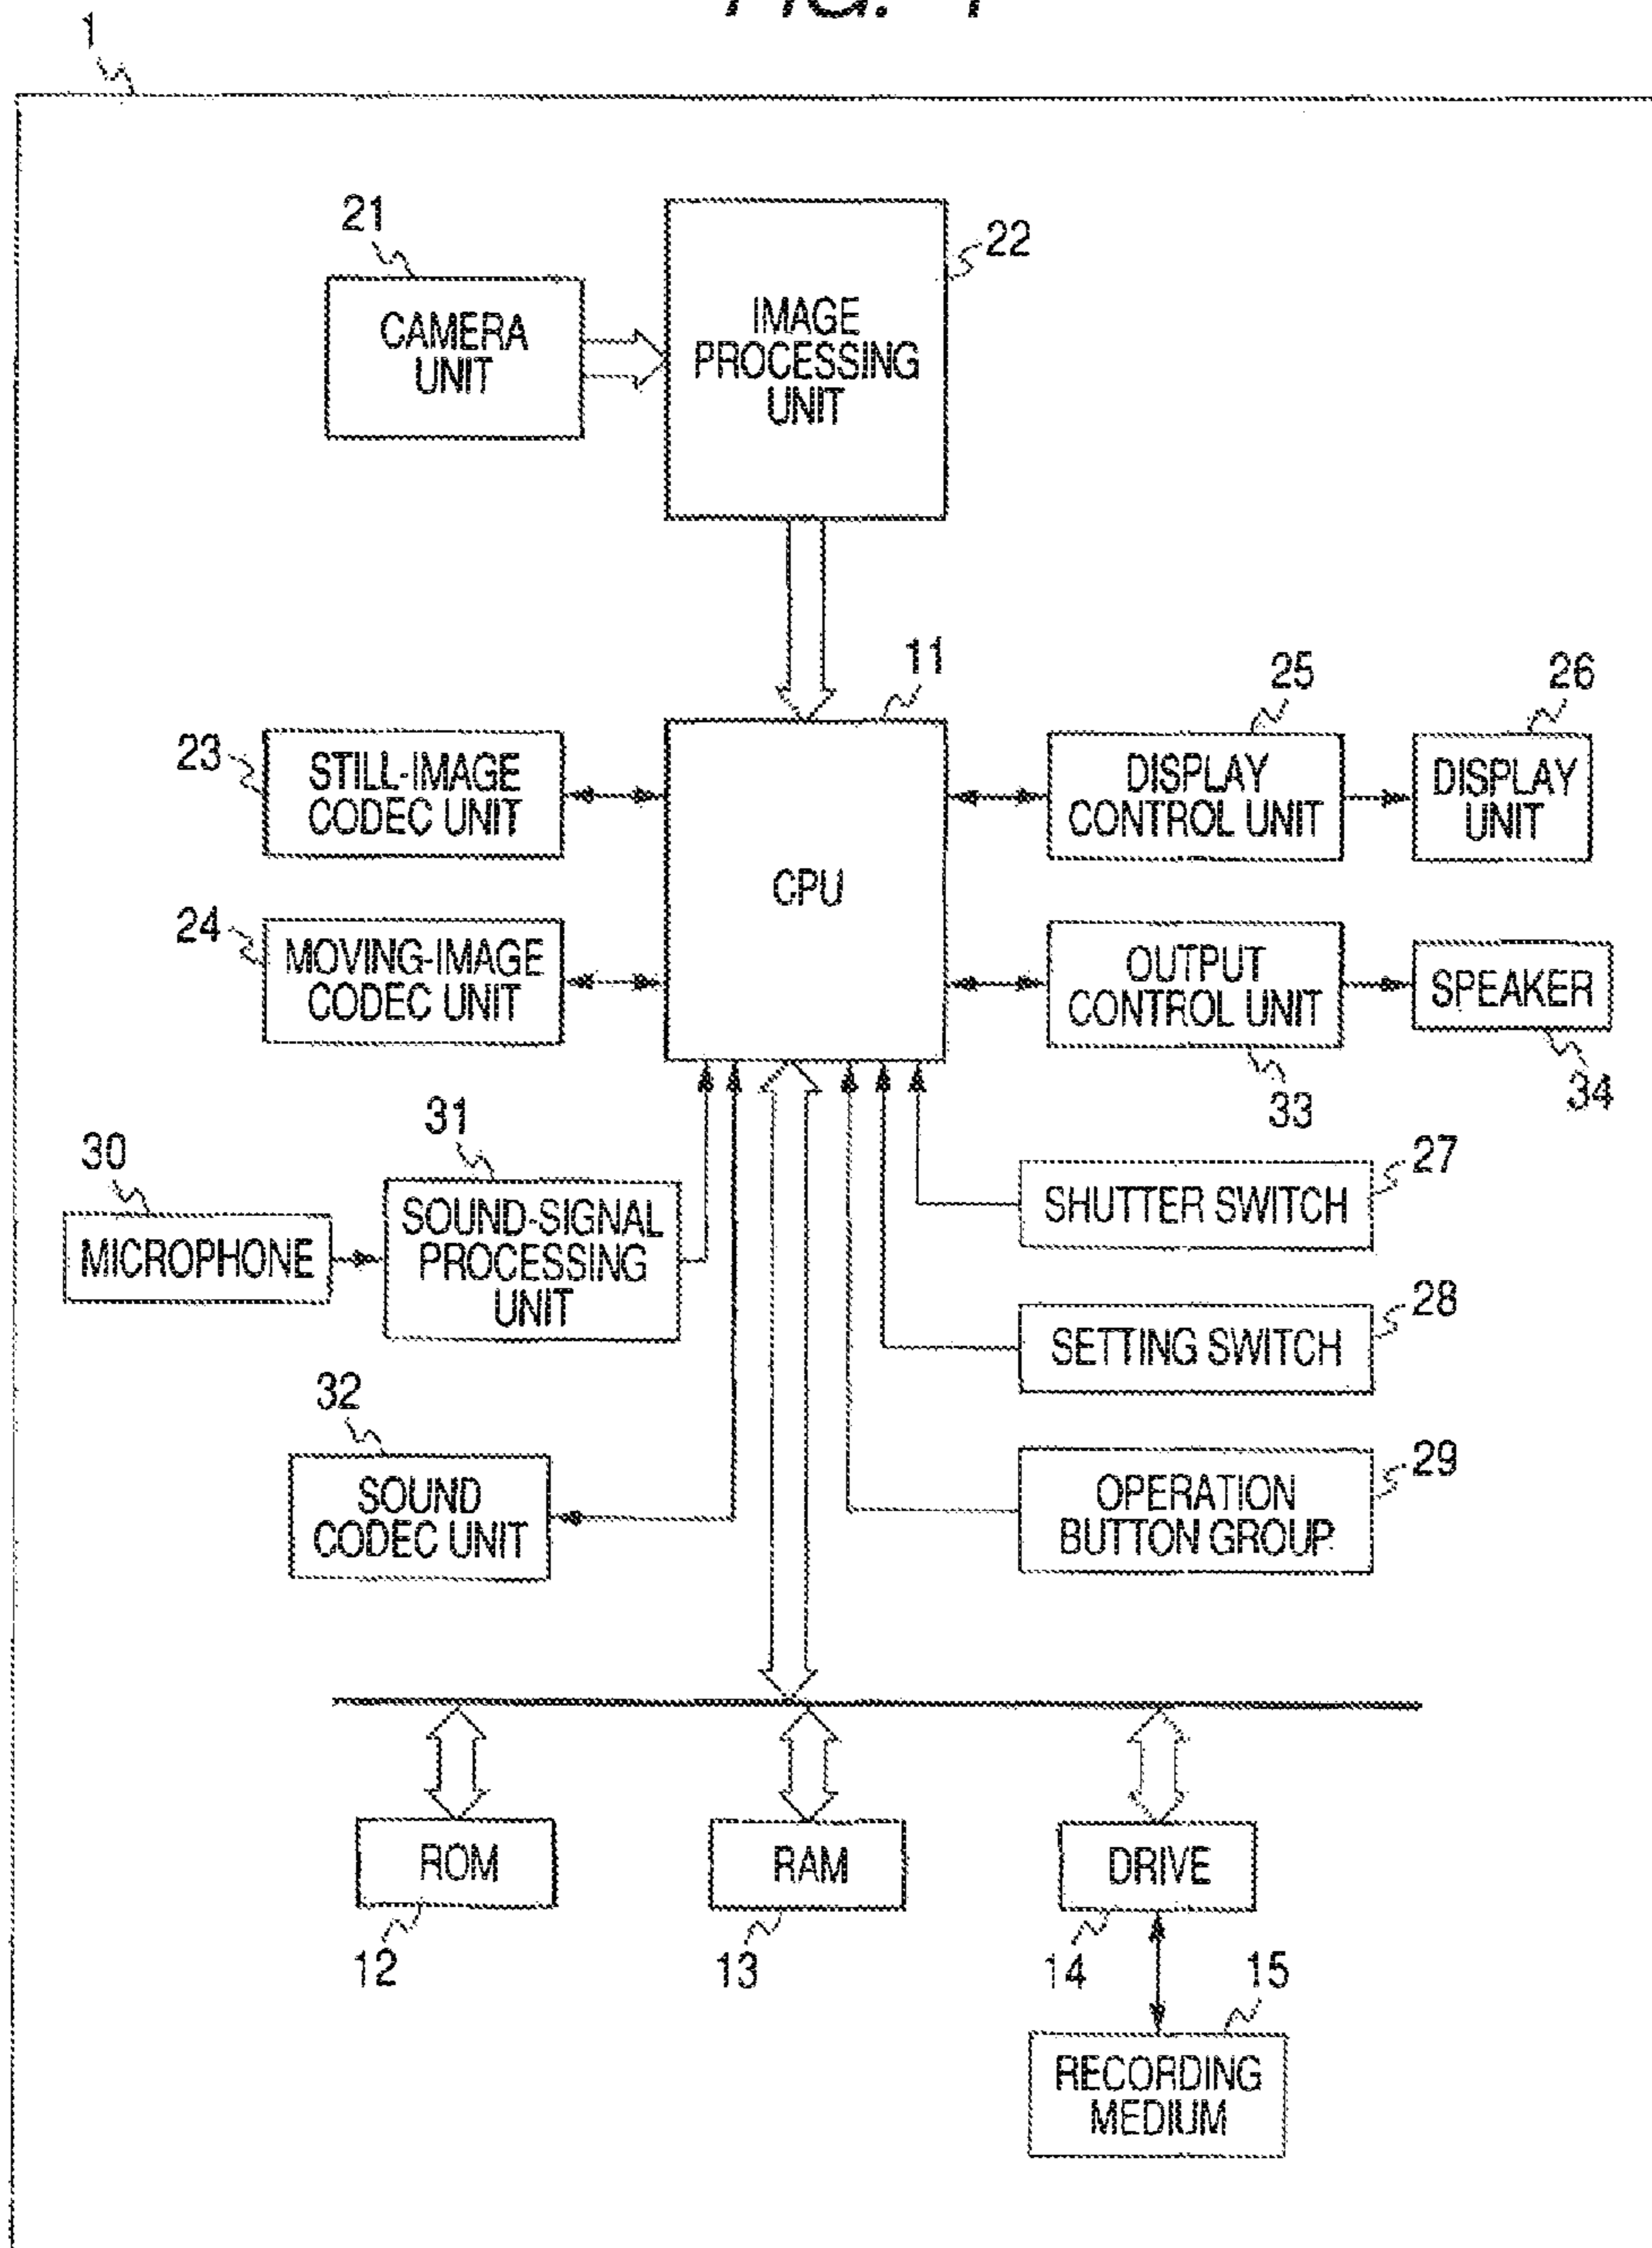 FIG. 1
1
21
22
CAMERA
UNIT
IMAGE
PROCESSING
UNIT
11
25
26
23
STILL-IMAGE
CODEC UNIT
DISPLAY
CONTROL UNIT
DISPLAY
UNIT
CPU
24
MOVING-IMAGE
CODEC UNIT
OUTPUT
CONTROL UNIT
SPEAKER
33
34
30
31
27
MICROPHONE
SOUND-SIGNAL
PROCESSING
UNIT
SHUTTER SWITCH
28
SETTING SWITCH
32
29
SOUND
CODEC UNIT
OPERATION
BUTTON GROUP
ROM
RAM
DRIVE
12
13
14
15
RECORDING
MEDIUM